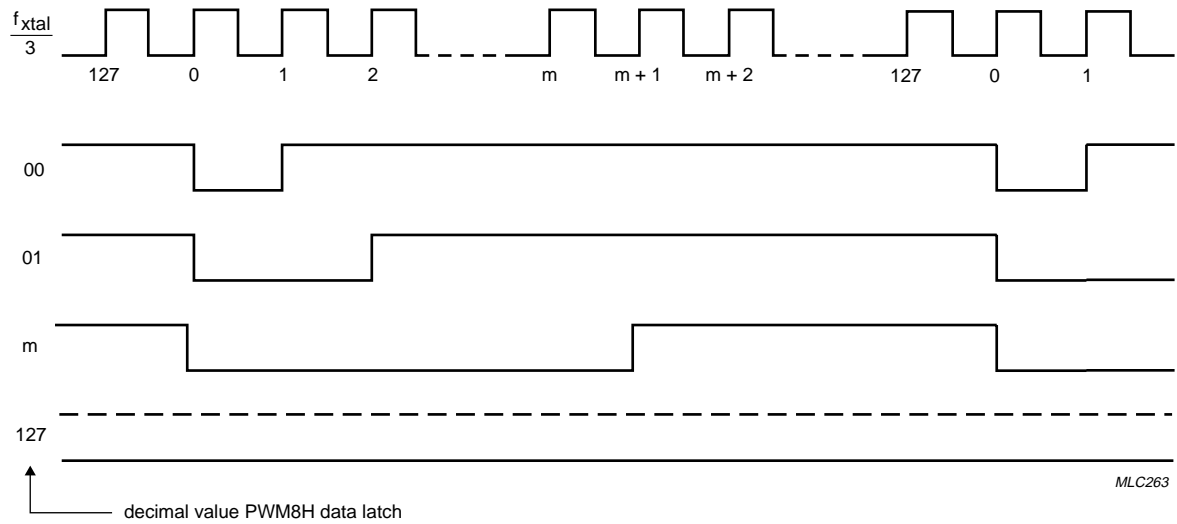 fxtal
3
127 0 1 2 m m + 1 m + 2 127 0 1
00
01
m
127
MLC263
decimal value PWM8H data latch